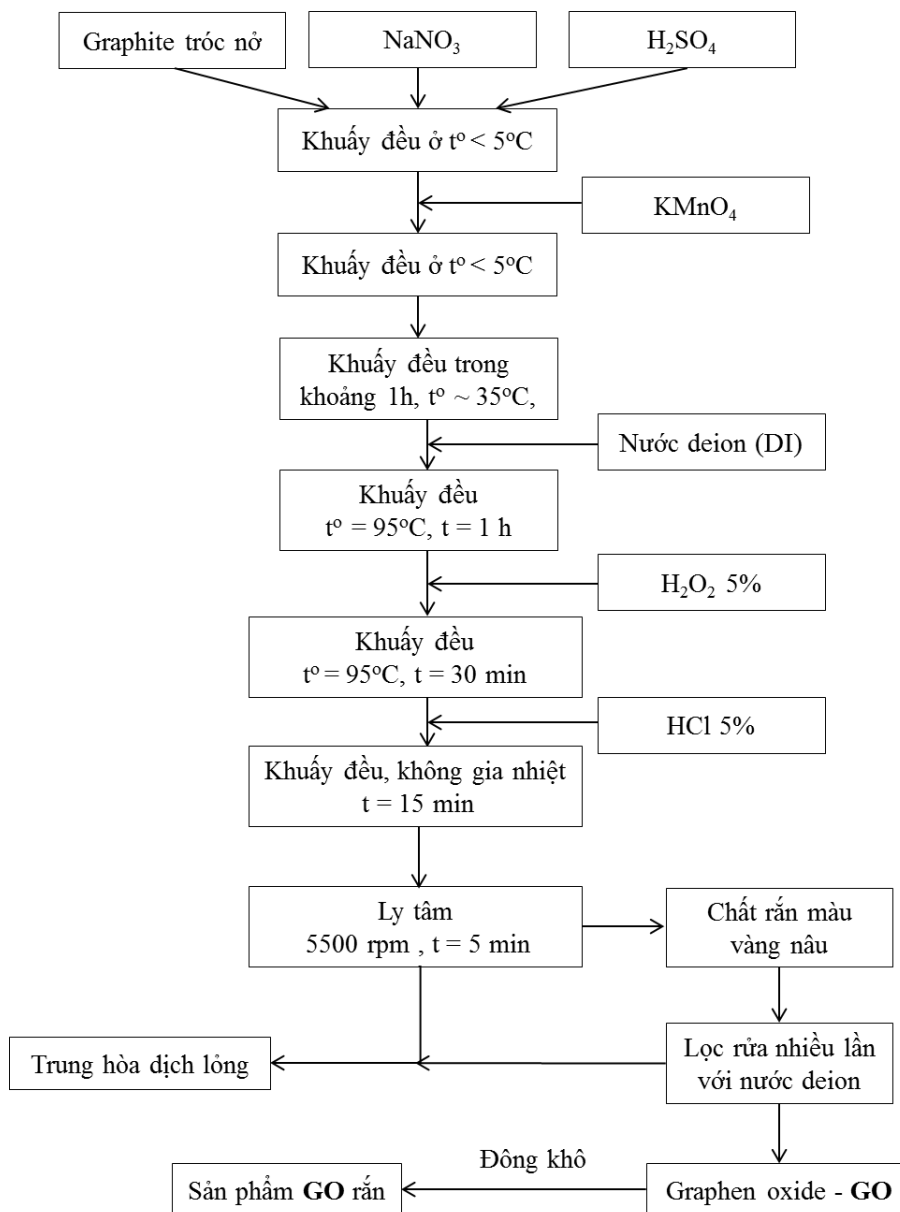 Graphite tróc nở
NaNO₃
H₂SO₄
Khuấy đều ở tº < 5ºC
KMnO₄
Khuấy đều ở tº < 5ºC
Khuấy đều trong
khoảng 1h, tº ~ 35ºC,
Nước deion (DI)
Khuấy đều
tº = 95ºC, t = 1 h
H₂O₂ 5%
Khuấy đều
tº = 95ºC, t = 30 min
HCl 5%
Khuấy đều, không gia nhiệt
t = 15 min
Ly tâm
5500 rpm , t = 5 min
Chất rắn màu
vàng nâu
Trung hòa dịch lỏng
Lọc rửa nhiều lần
với nước deion
Đông khô
Sản phẩm GO rắn
Graphen oxide - GO